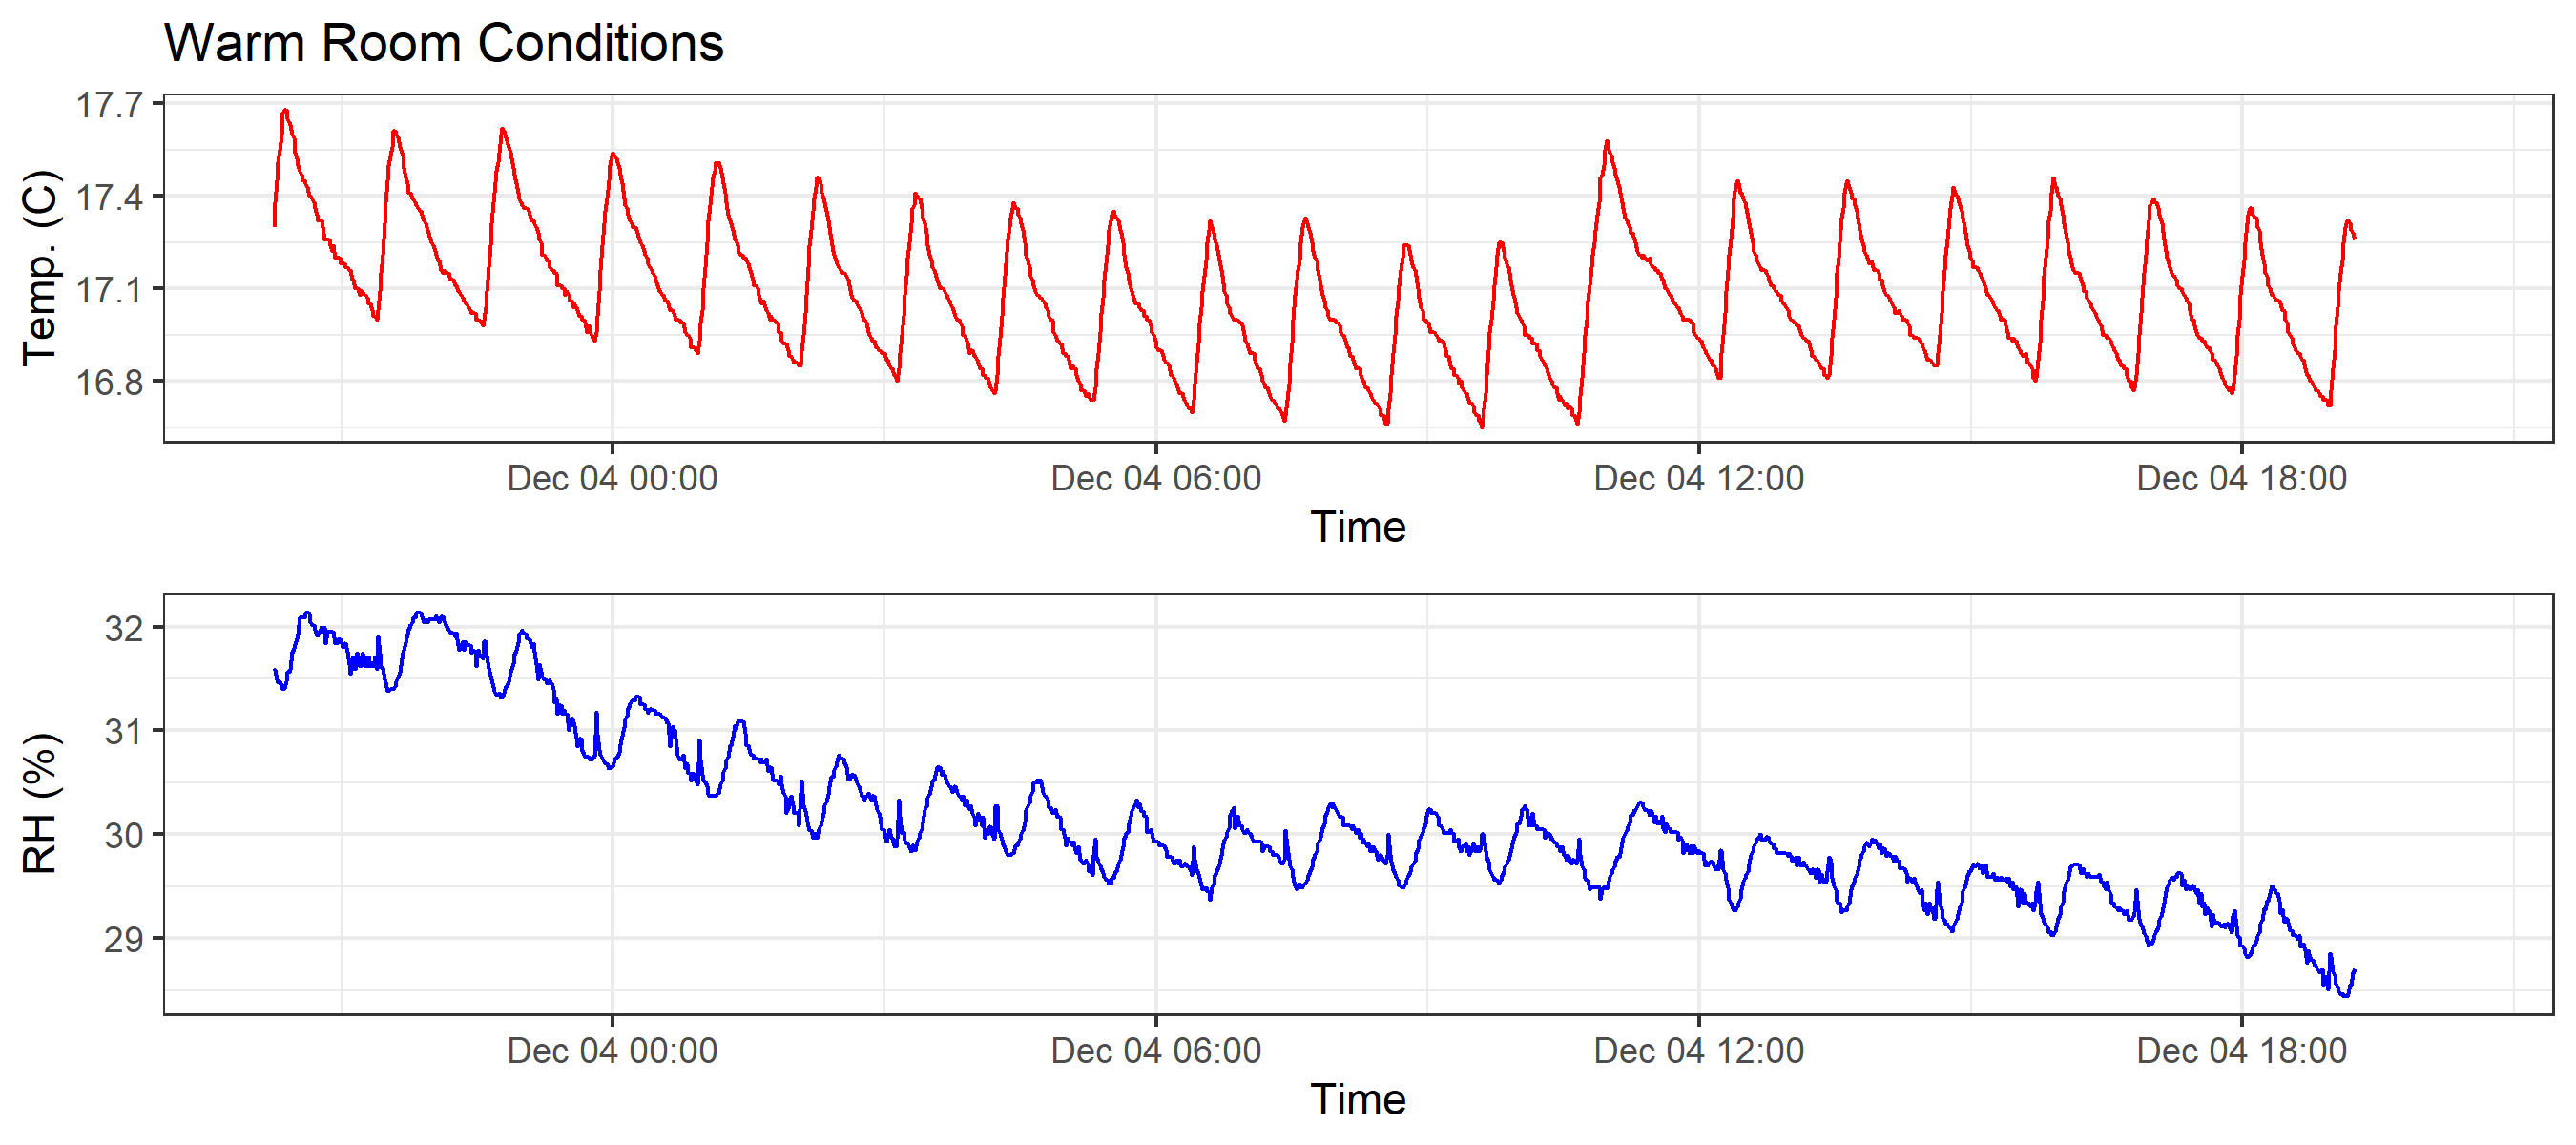 Warm Room Conditions
Temp. (C)
17.7
17.4
17.1
16.8
Dec 04 00:00 Dec 04 06:00 Dec 04 12:00 Dec 04 18:00
Time
RH (%)
32
31
30
29
Dec 04 00:00 Dec 04 06:00 Dec 04 12:00 Dec 04 18:00
Time